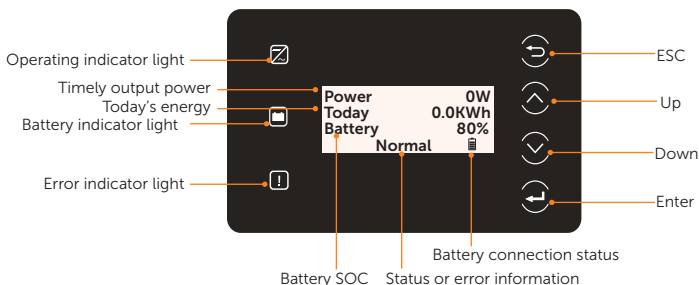 Operating indicator light
ESC
Timely output power
Power 0W
Today's energy
Today 0.0KWh
Up
Battery indicator light
Battery 80%
Normal
Down
Error indicator light
Enter
Battery connection status
Battery SOC
Status or error information